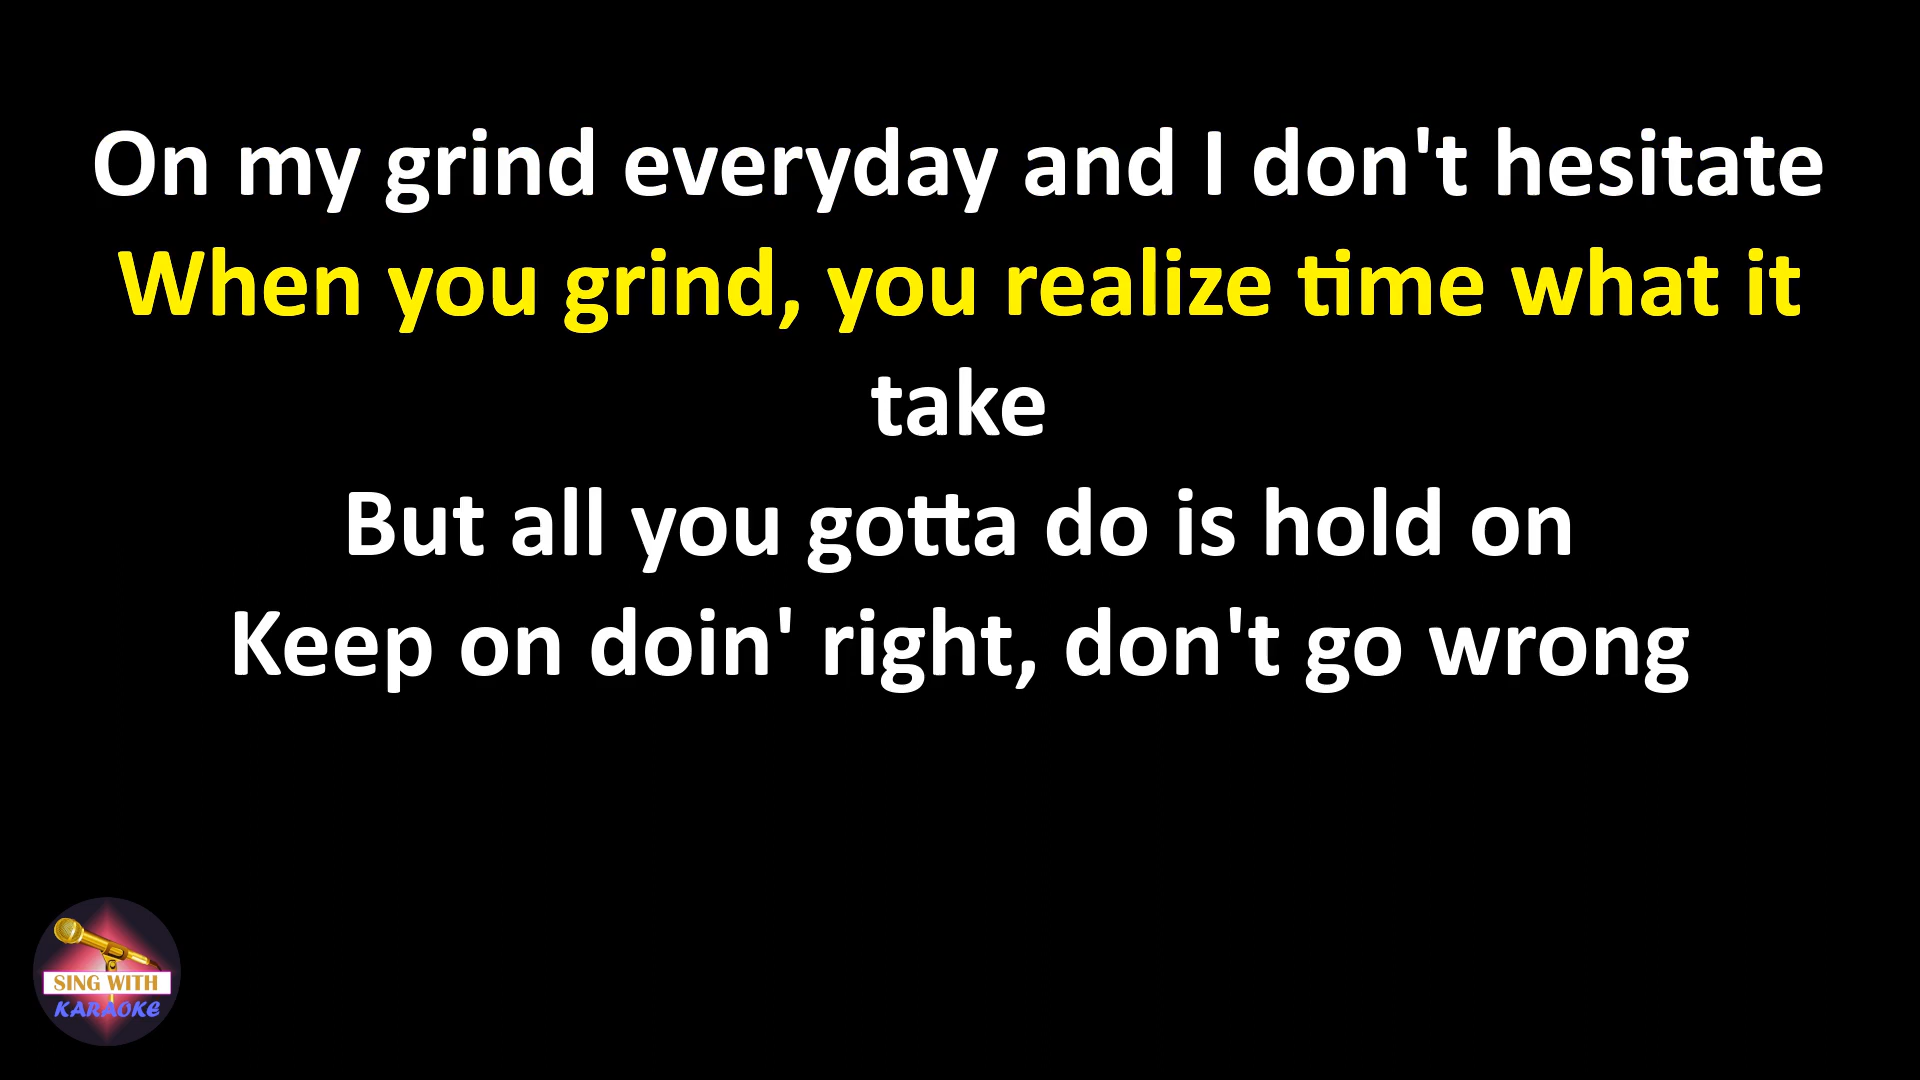 On my grind everyday and I don't hesitate
When you grind, you realize time what it
take
But all you gotta do is hold on
Keep on doin' right, don't go wrong
SING WITH
KARAOKE